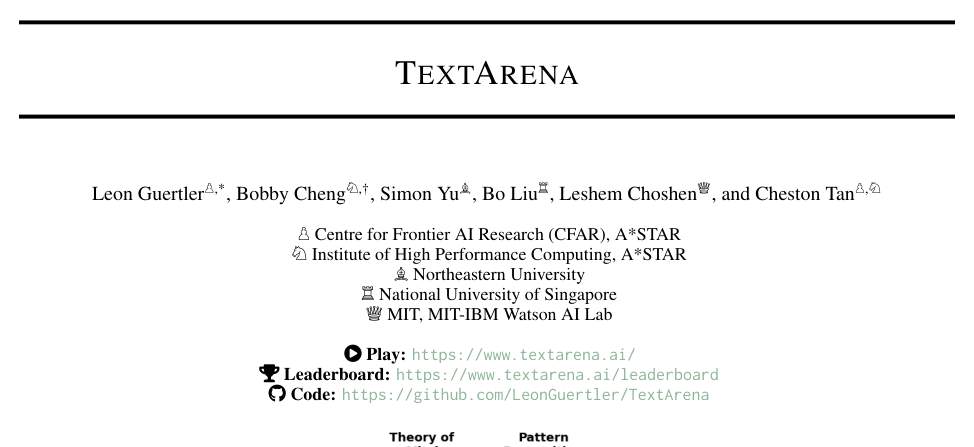 TEXTARENA
Leon Guertler♙,*, Bobby Cheng♘,†, Simon Yu♝, Bo Liu♖, Leshem Choshen♕, and Cheston Tan♙,♘
♙ Centre for Frontier AI Research (CFAR), A*STAR
♘ Institute of High Performance Computing, A*STAR
♝ Northeastern University
♖ National University of Singapore
♕ MIT, MIT-IBM Watson AI Lab
Play: https://www.textarena.ai/
Leaderboard: https://www.textarena.ai/leaderboard
Code: https://github.com/LeonGuertler/TextArena
Theory of Pattern